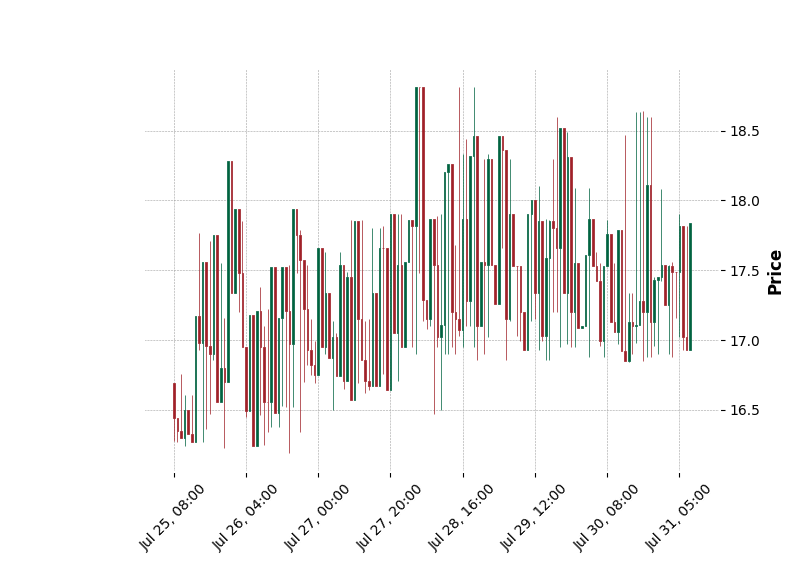 18.5
18.0
17.5
17.0
16.5
Price
Jul 25, 08:00
Jul 26, 04:00
Jul 27, 00:00
Jul 27, 20:00
Jul 28, 16:00
Jul 29, 12:00
Jul 30, 08:00
Jul 31, 05:00